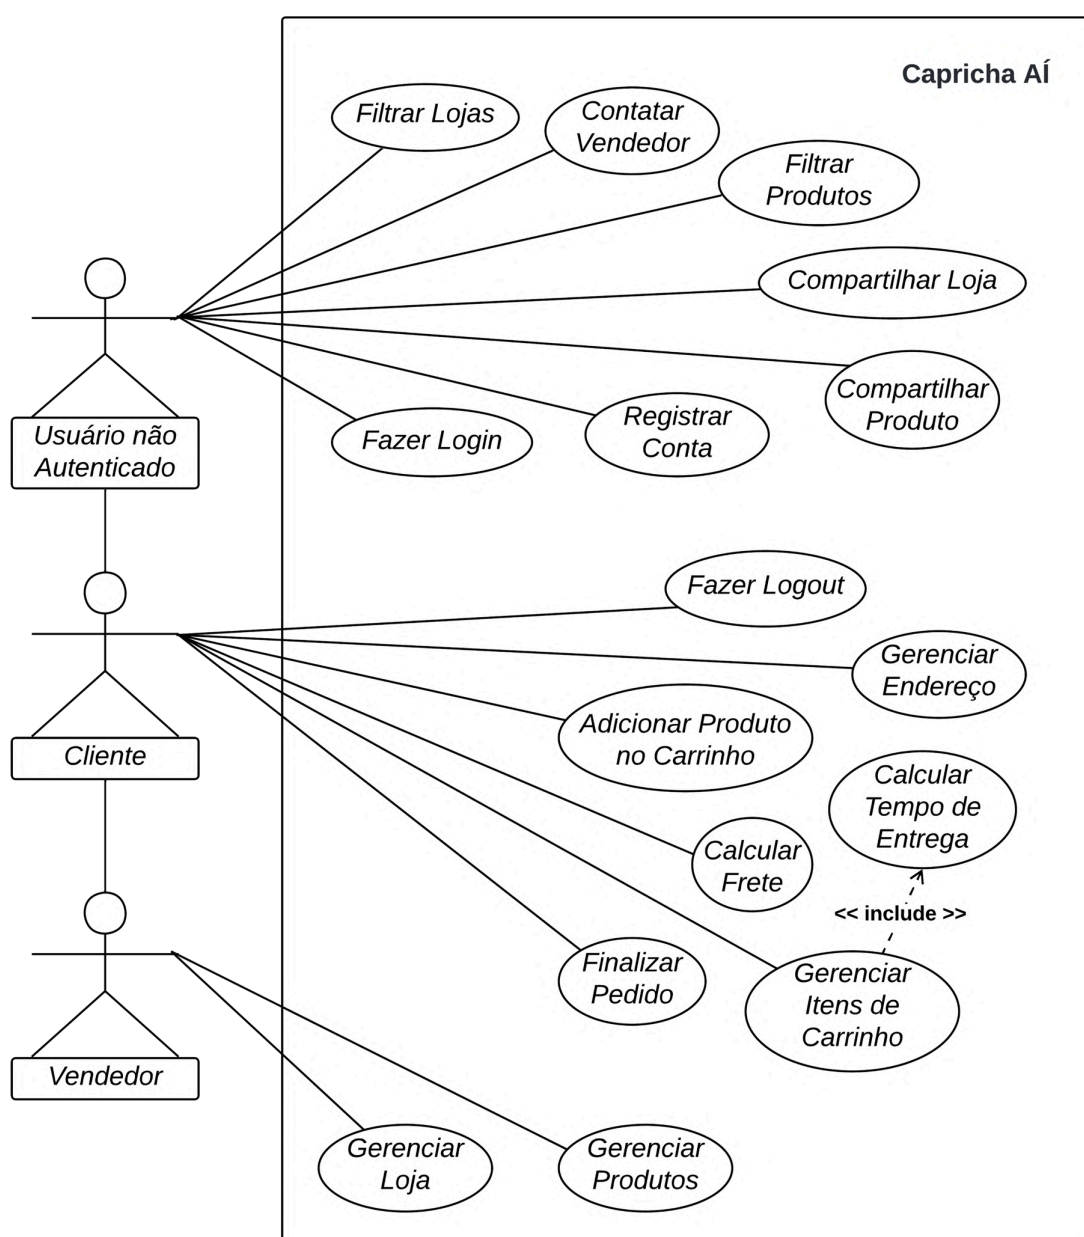 Capricha AÍ
Filtrar Lojas
Contatar
Vendedor
Filtrar
Produtos
Compartilhar Loja
Compartilhar
Produto
Registrar
Conta
Fazer Login
Usuário não
Autenticado
Fazer Logout
Gerenciar
Endereço
Adicionar Produto
no Carrinho
Cliente
Calcular
Tempo de
Entrega
Calcular
Frete
<< include >>
Finalizar
Pedido
Gerenciar
Itens de
Carrinho
Vendedor
Gerenciar
Loja
Gerenciar
Produtos